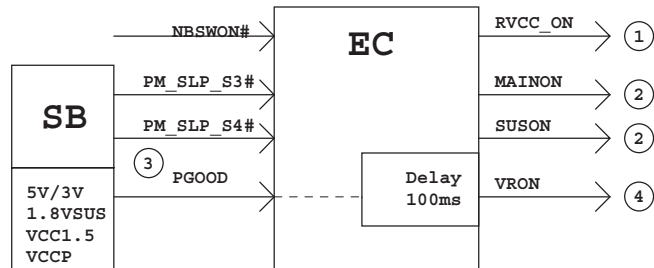 NBSWON#
EC
RVCC_ON
1
SB
PM_SLP_S3#
MAINON
2
PM_SLP_S4#
SUSON
2
3
PGOOD
Delay
100ms
VRON
4
5V/3V
1.8VSUS
VCC1.5
VCCP